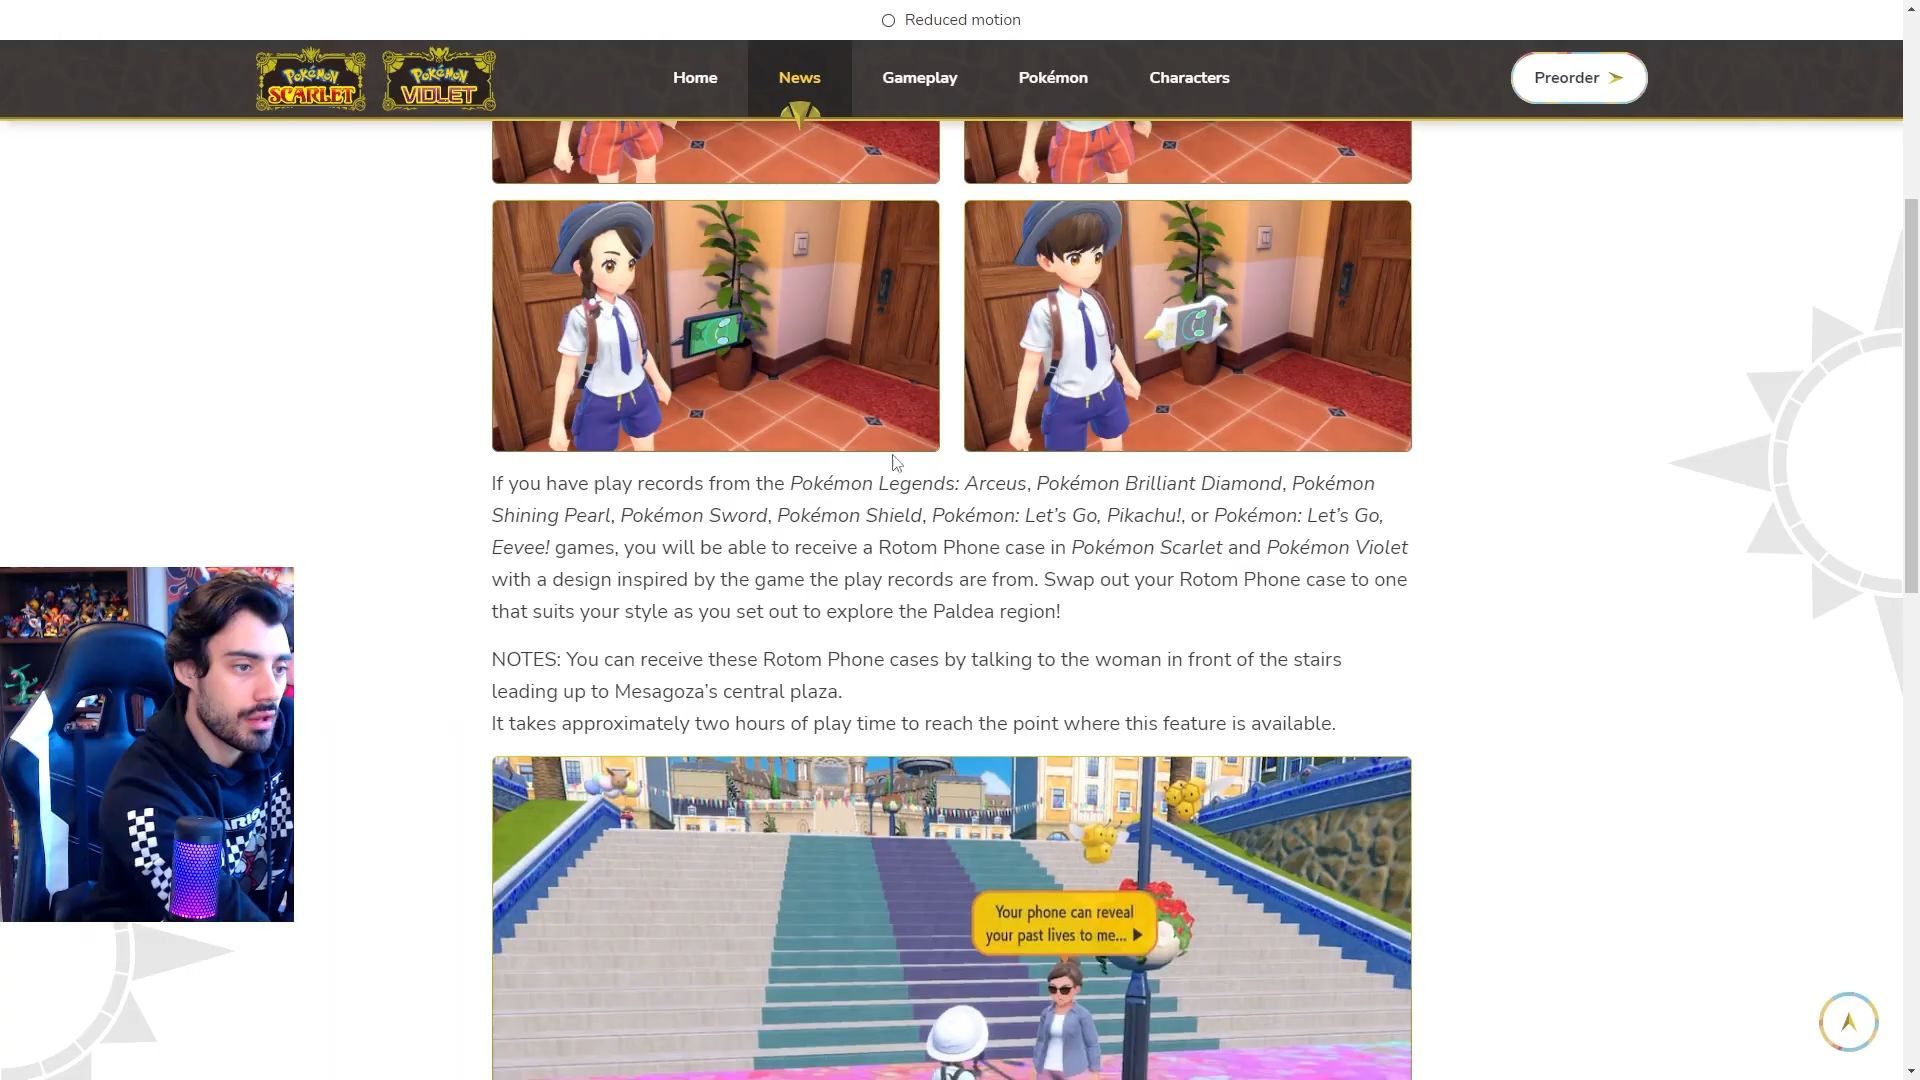 Reduced motion
Pokémon SCARLET
Pokémon VIOLET
Home
News
Gameplay
Pokémon
Characters
Preorder
If you have play records from the Pokémon Legends: Arceus, Pokémon Brilliant Diamond, Pokémon
Shining Pearl, Pokémon Sword, Pokémon Shield, Pokémon: Let’s Go, Pikachu!, or Pokémon: Let’s Go,
Eevee! games, you will be able to receive a Rotom Phone case in Pokémon Scarlet and Pokémon Violet
with a design inspired by the game the play records are from. Swap out your Rotom Phone case to one
that suits your style as you set out to explore the Paldea region!
NOTES: You can receive these Rotom Phone cases by talking to the woman in front of the stairs
leading up to Mesagoza’s central plaza.
It takes approximately two hours of play time to reach the point where this feature is available.
Your phone can reveal
your past lives to me...